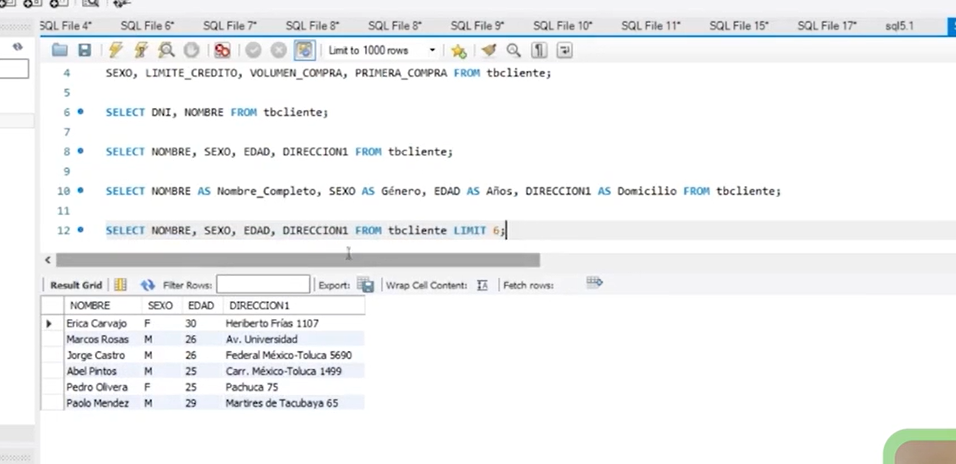 SQL File 4* SQL File 6* SQL File 7* SQL File 8* SQL File 8* SQL File 9* SQL File 10* SQL File 11* SQL File 15* SQL File 17* sql5.1
Limit to 1000 rows
4 SEXO, LIMITE_CREDITO, VOLUMEN_COMPRA, PRIMERA_COMPRA FROM tbcliente;
5
6 SELECT DNI, NOMBRE FROM tbcliente;
7
8 SELECT NOMBRE, SEXO, EDAD, DIRECCION1 FROM tbcliente;
9
10 SELECT NOMBRE AS Nombre_Completo, SEXO AS Género, EDAD AS Años, DIRECCION1 AS Domicilio FROM tbcliente;
11
12 SELECT NOMBRE, SEXO, EDAD, DIRECCION1 FROM tbcliente LIMIT 6;
Result Grid Filter Rows: Export: Wrap Cell Content: Fetch rows:
NOMBRE SEXO EDAD DIRECCION1
Erica Carvajo F 30 Heriberto Frías 1107
Marcos Rosas M 26 Av. Universidad
Jorge Castro M 26 Federal México-Toluca 5690
Abel Pintos M 25 Carr. México-Toluca 1499
Pedro Olivera F 25 Pachuca 75
Paolo Mendez M 29 Martires de Tacubaya 65